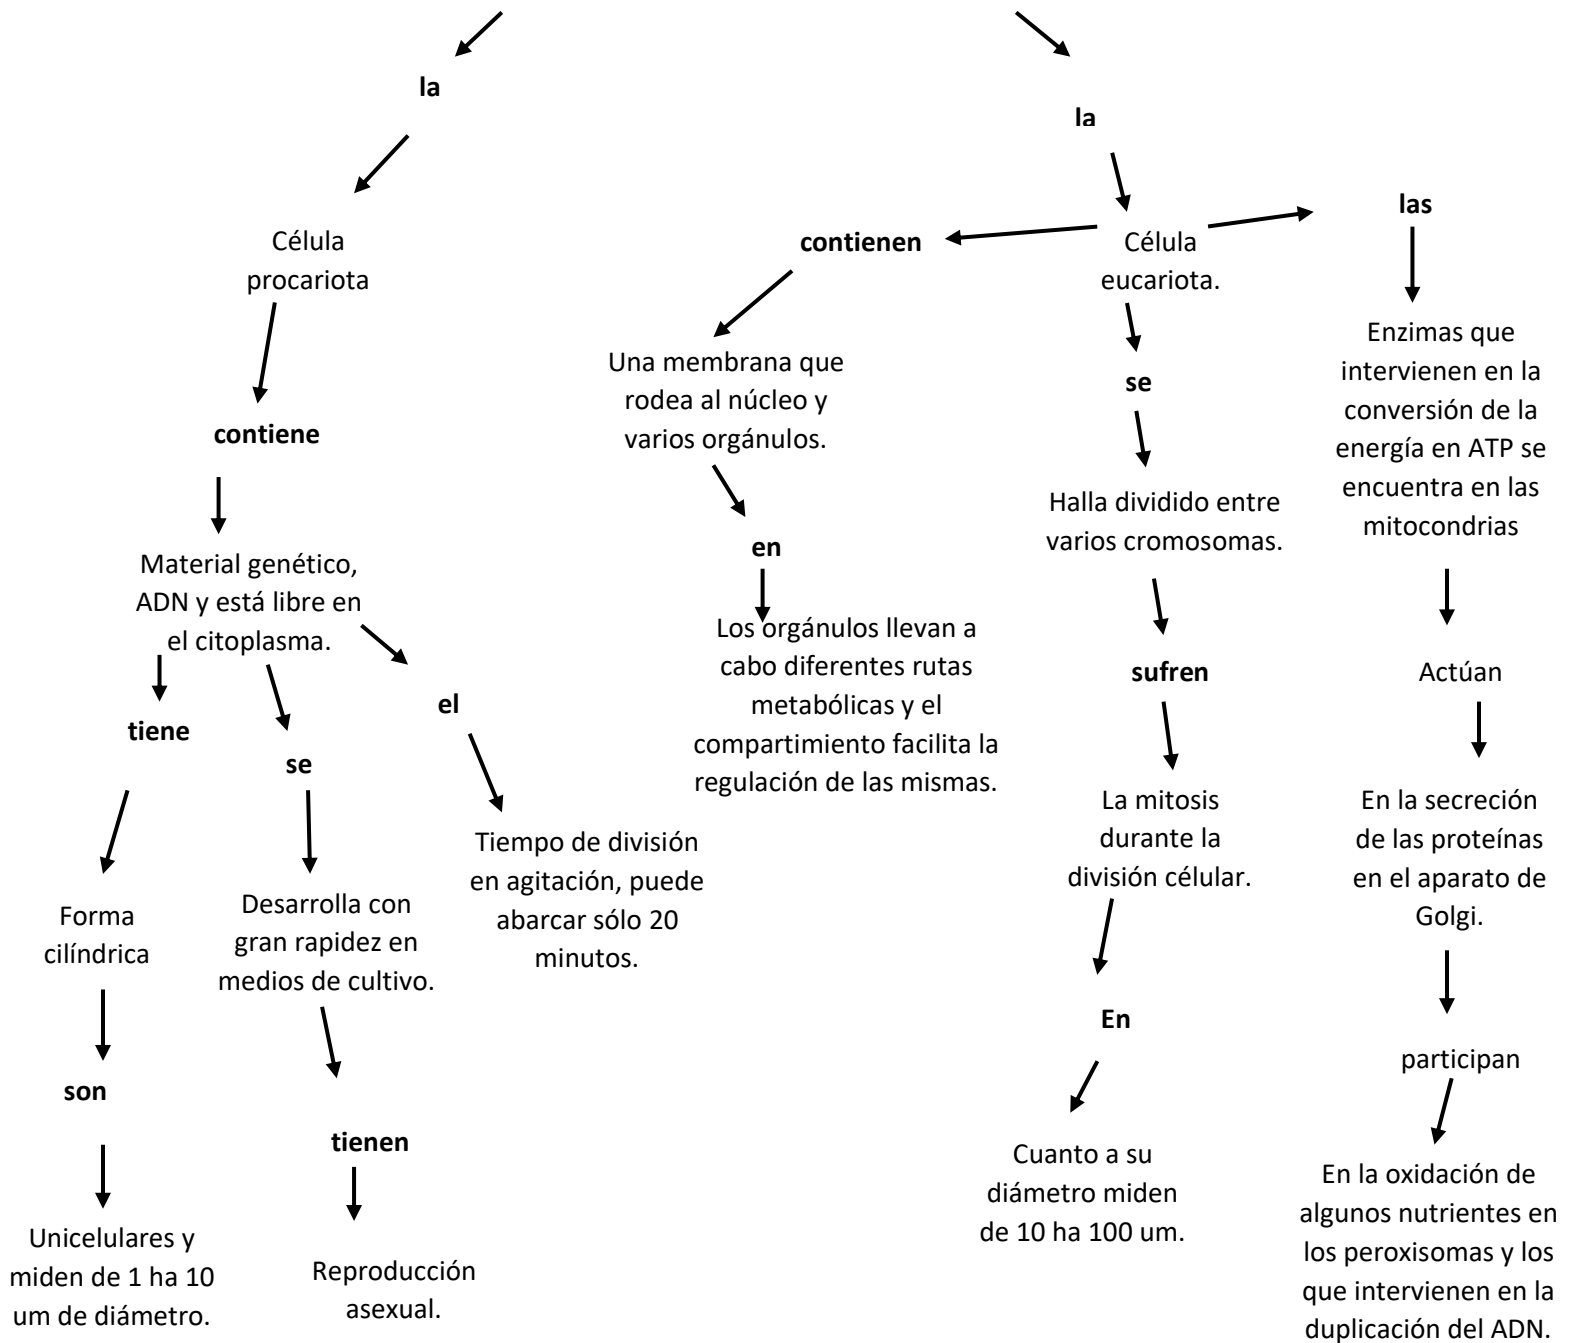 la
la
Célula
procariota
contiene
Material genético,
ADN y está libre en
el citoplasma.
tiene
Forma
cilíndrica
son
Unicelulares y
miden de 1 ha 10
um de diámetro.
se
Desarrolla con
gran rapidez en
medios de cultivo.
tienen
Reproducción
asexual.
el
Tiempo de división
en agitación, puede
abarcar sólo 20
minutos.
Célula
eucariota.
contienen
Una membrana que
rodea al núcleo y
varios orgánulos.
en
Los orgánulos llevan a
cabo diferentes rutas
metabólicas y el
compartimiento facilita la
regulación de las mismas.
se
Halla dividido entre
varios cromosomas.
sufren
La mitosis
durante la
división célular.
En
Cuanto a su
diámetro miden
de 10 ha 100 um.
las
Enzimas que
intervienen en la
conversión de la
energía en ATP se
encuentra en las
mitocondrias
Actúan
En la secreción
de las proteínas
en el aparato de
Golgi.
participan
En la oxidación de
algunos nutrientes en
los peroxisomas y los
que intervienen en la
duplicación del ADN.